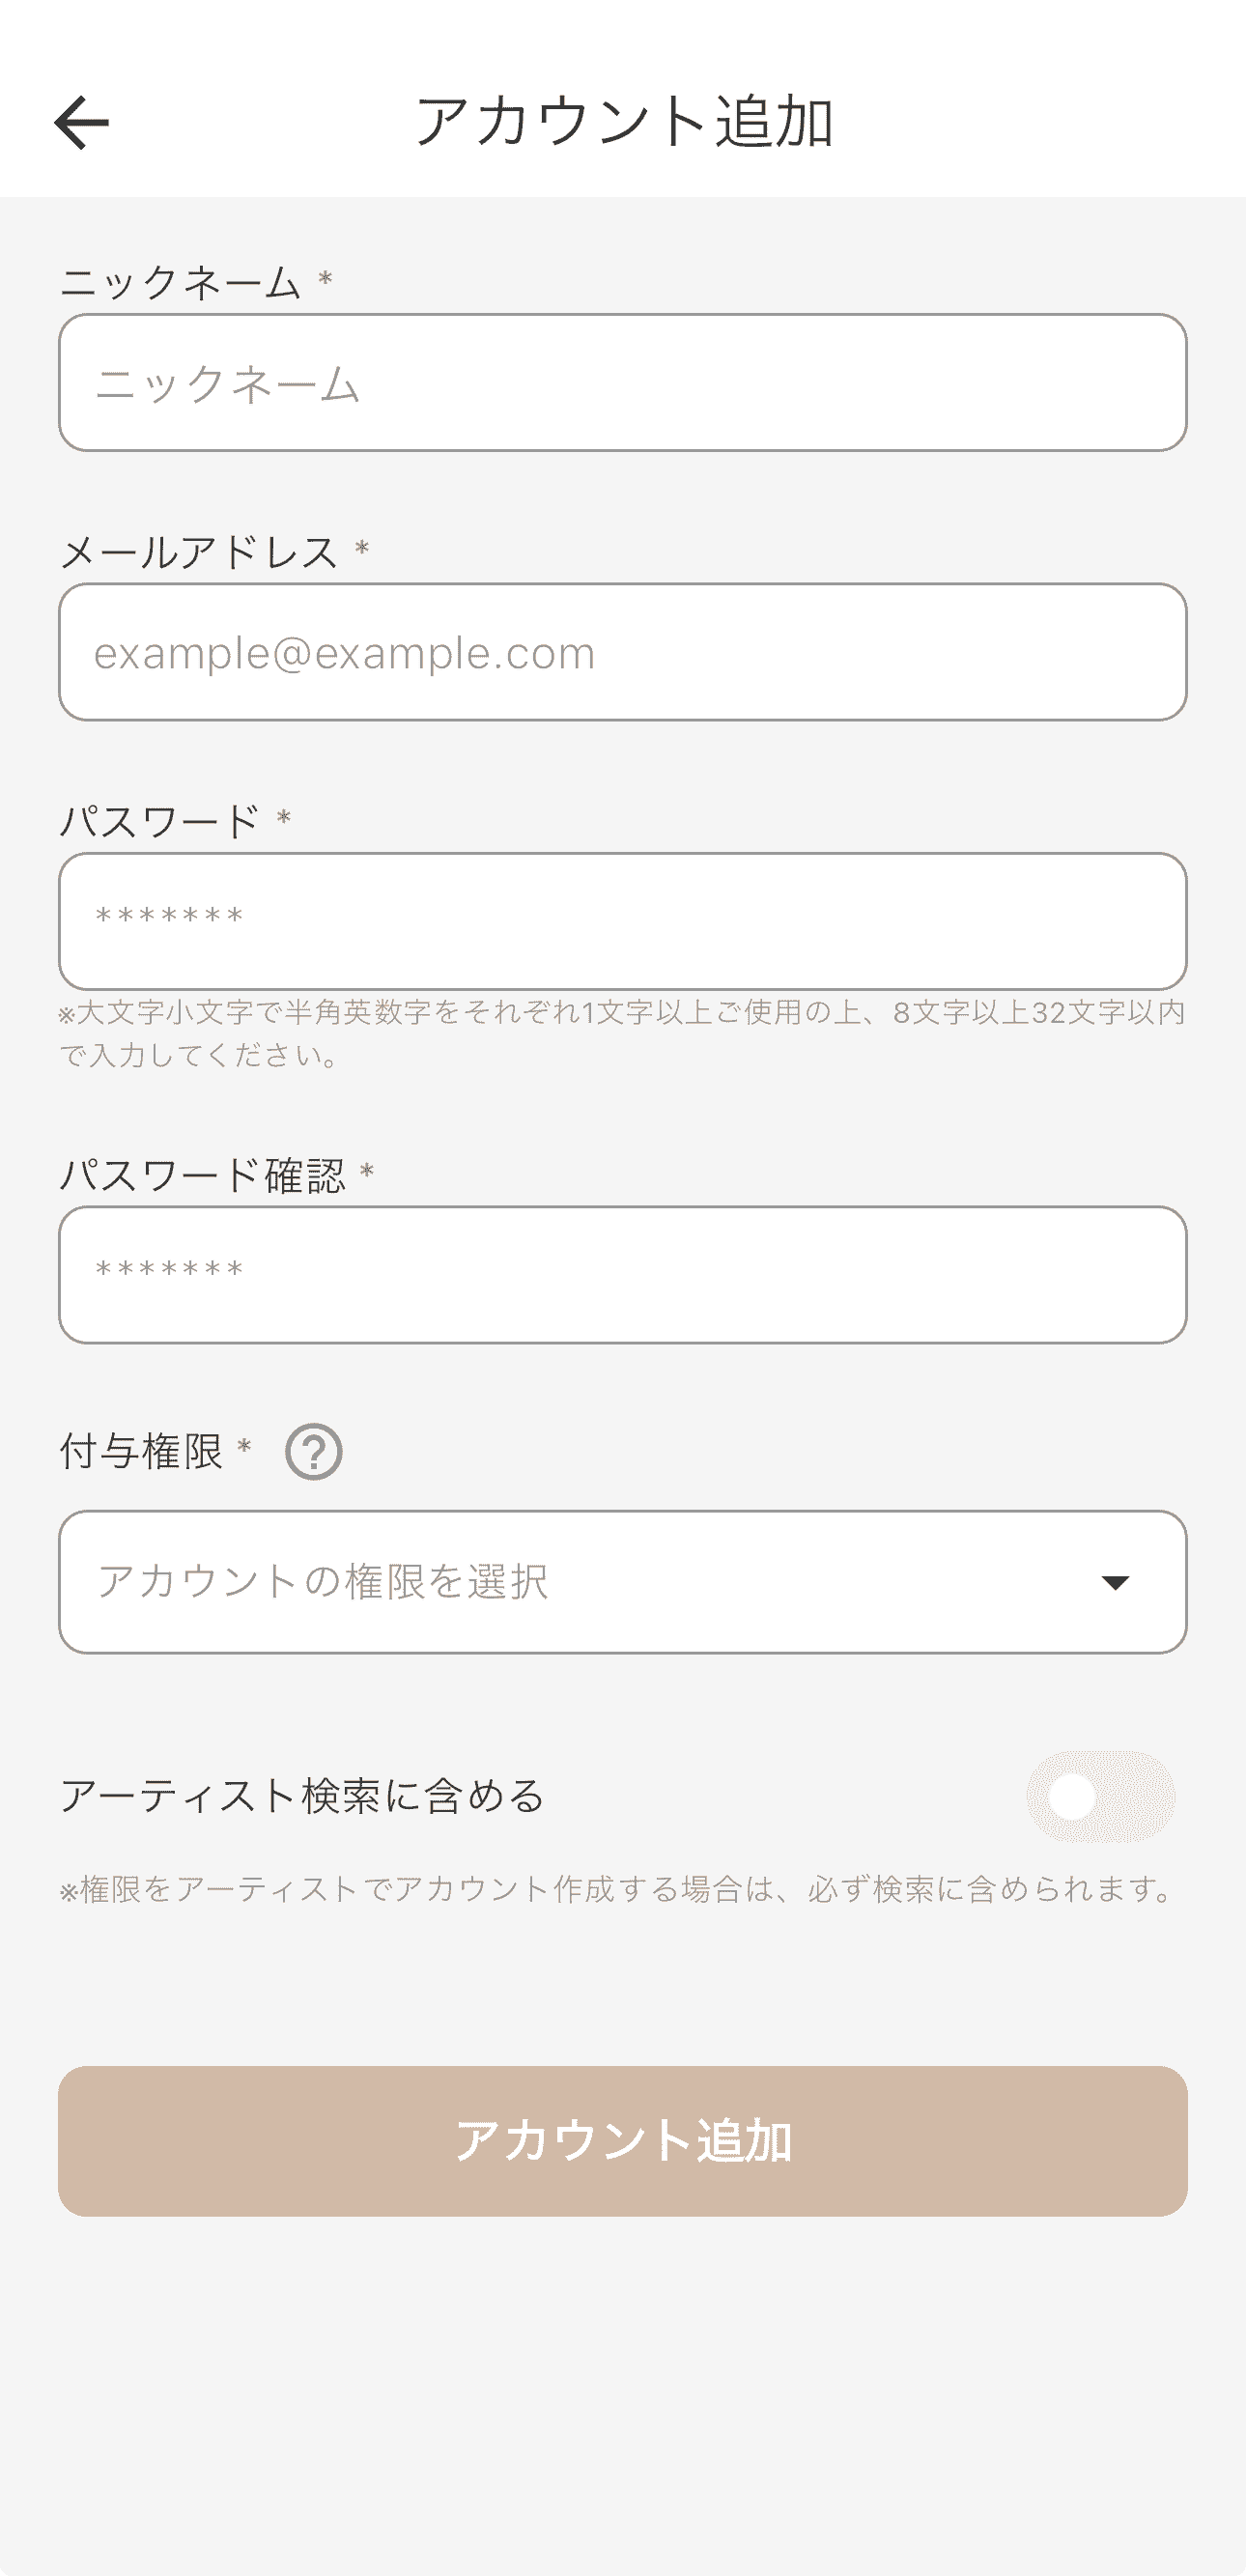 アカウント追加
ニックネーム *
ニックネーム
メールアドレス *
example@example.com
パスワード *
*******
※大文字小文字で半角英数字をそれぞれ1文字以上ご使用の上、8文字以上32文字以内
で入力してください。
パスワード確認 *
*******
付与権限 * ?
アカウントの権限を選択
アーティスト検索に含める
※権限をアーティストでアカウント作成する場合は、必ず検索に含められます。
アカウント追加